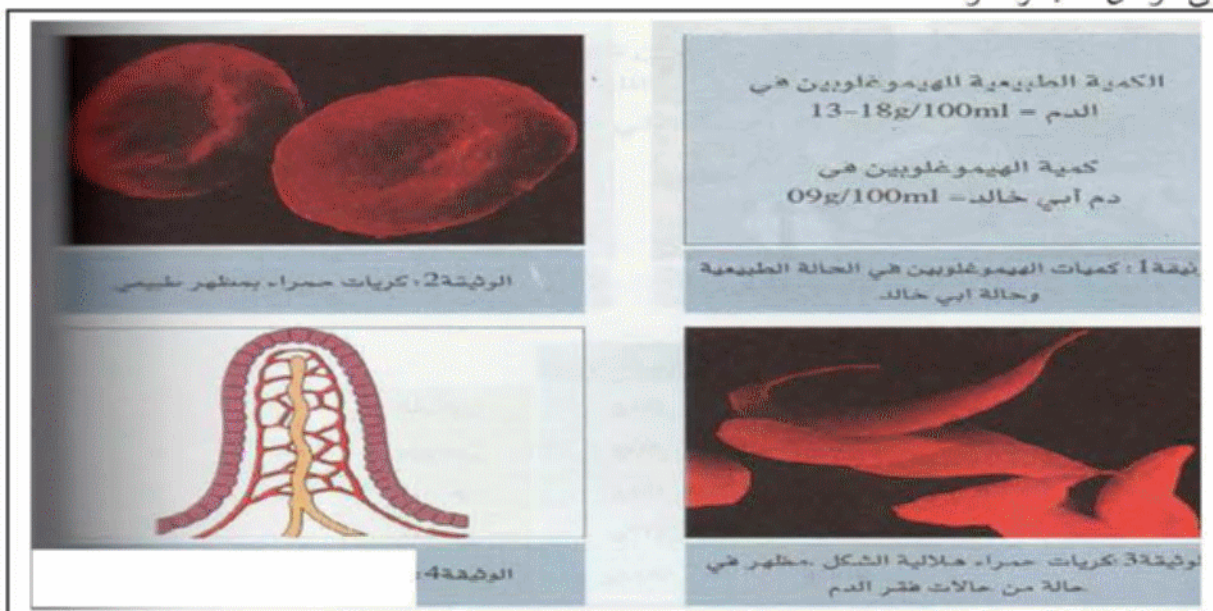 الكمية الطبيعية للهيموغلوبين في
الدم = 13-18g/100ml
كمية الهيموغلوبين في
دم أبي خالد= 09g/100ml
الوثيقة2: كريات حمراء بمظهر طبيعي
وثيقة1: كميات الهيموغلوبين في الحالة الطبيعية
وحالة ابي خالد
الوثيقة4:
وثيقة3: كريات حمراء هلالية الشكل .مظهر في
حالة من حالات فقر الدم